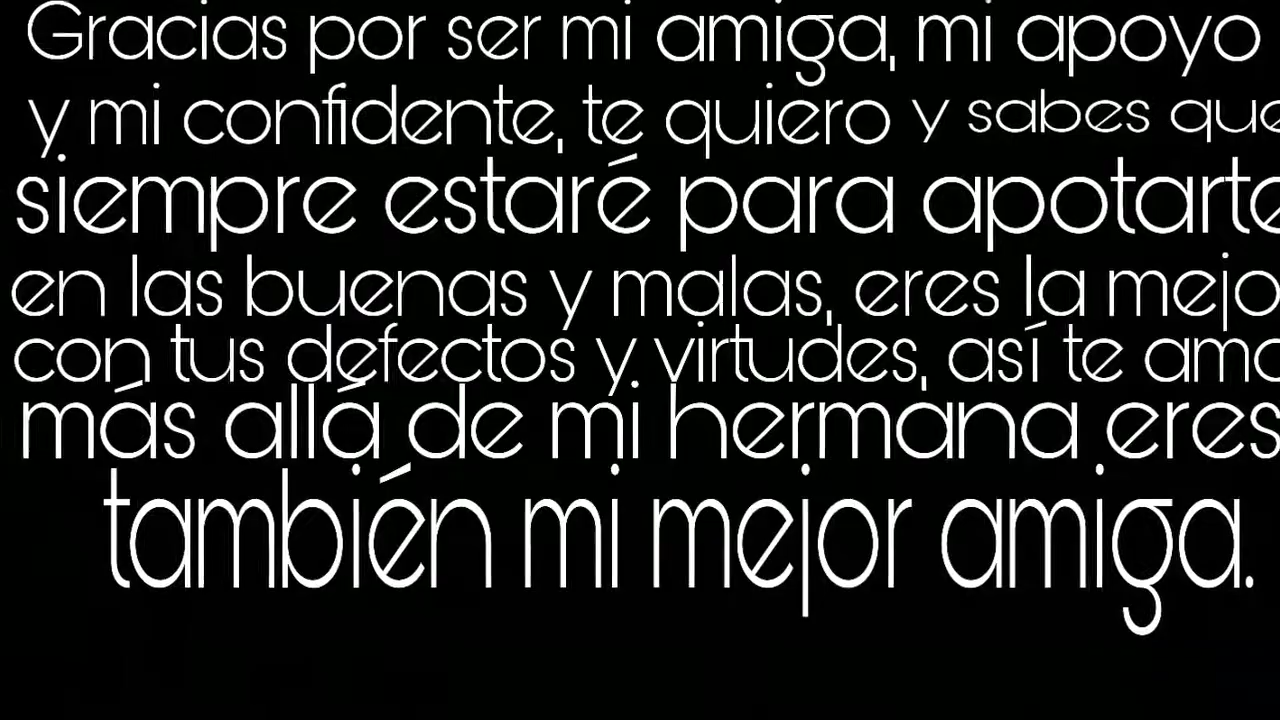 Gracias por ser mi amiga, mi apoyo
y mi confidente, te quiero y sabes que
siempre estaré para apotarte
en las buenas y malas, eres la mejo
con tus defectos y virtudes, así te amo
más allá de mi hermana eres
también mi mejor amiga.